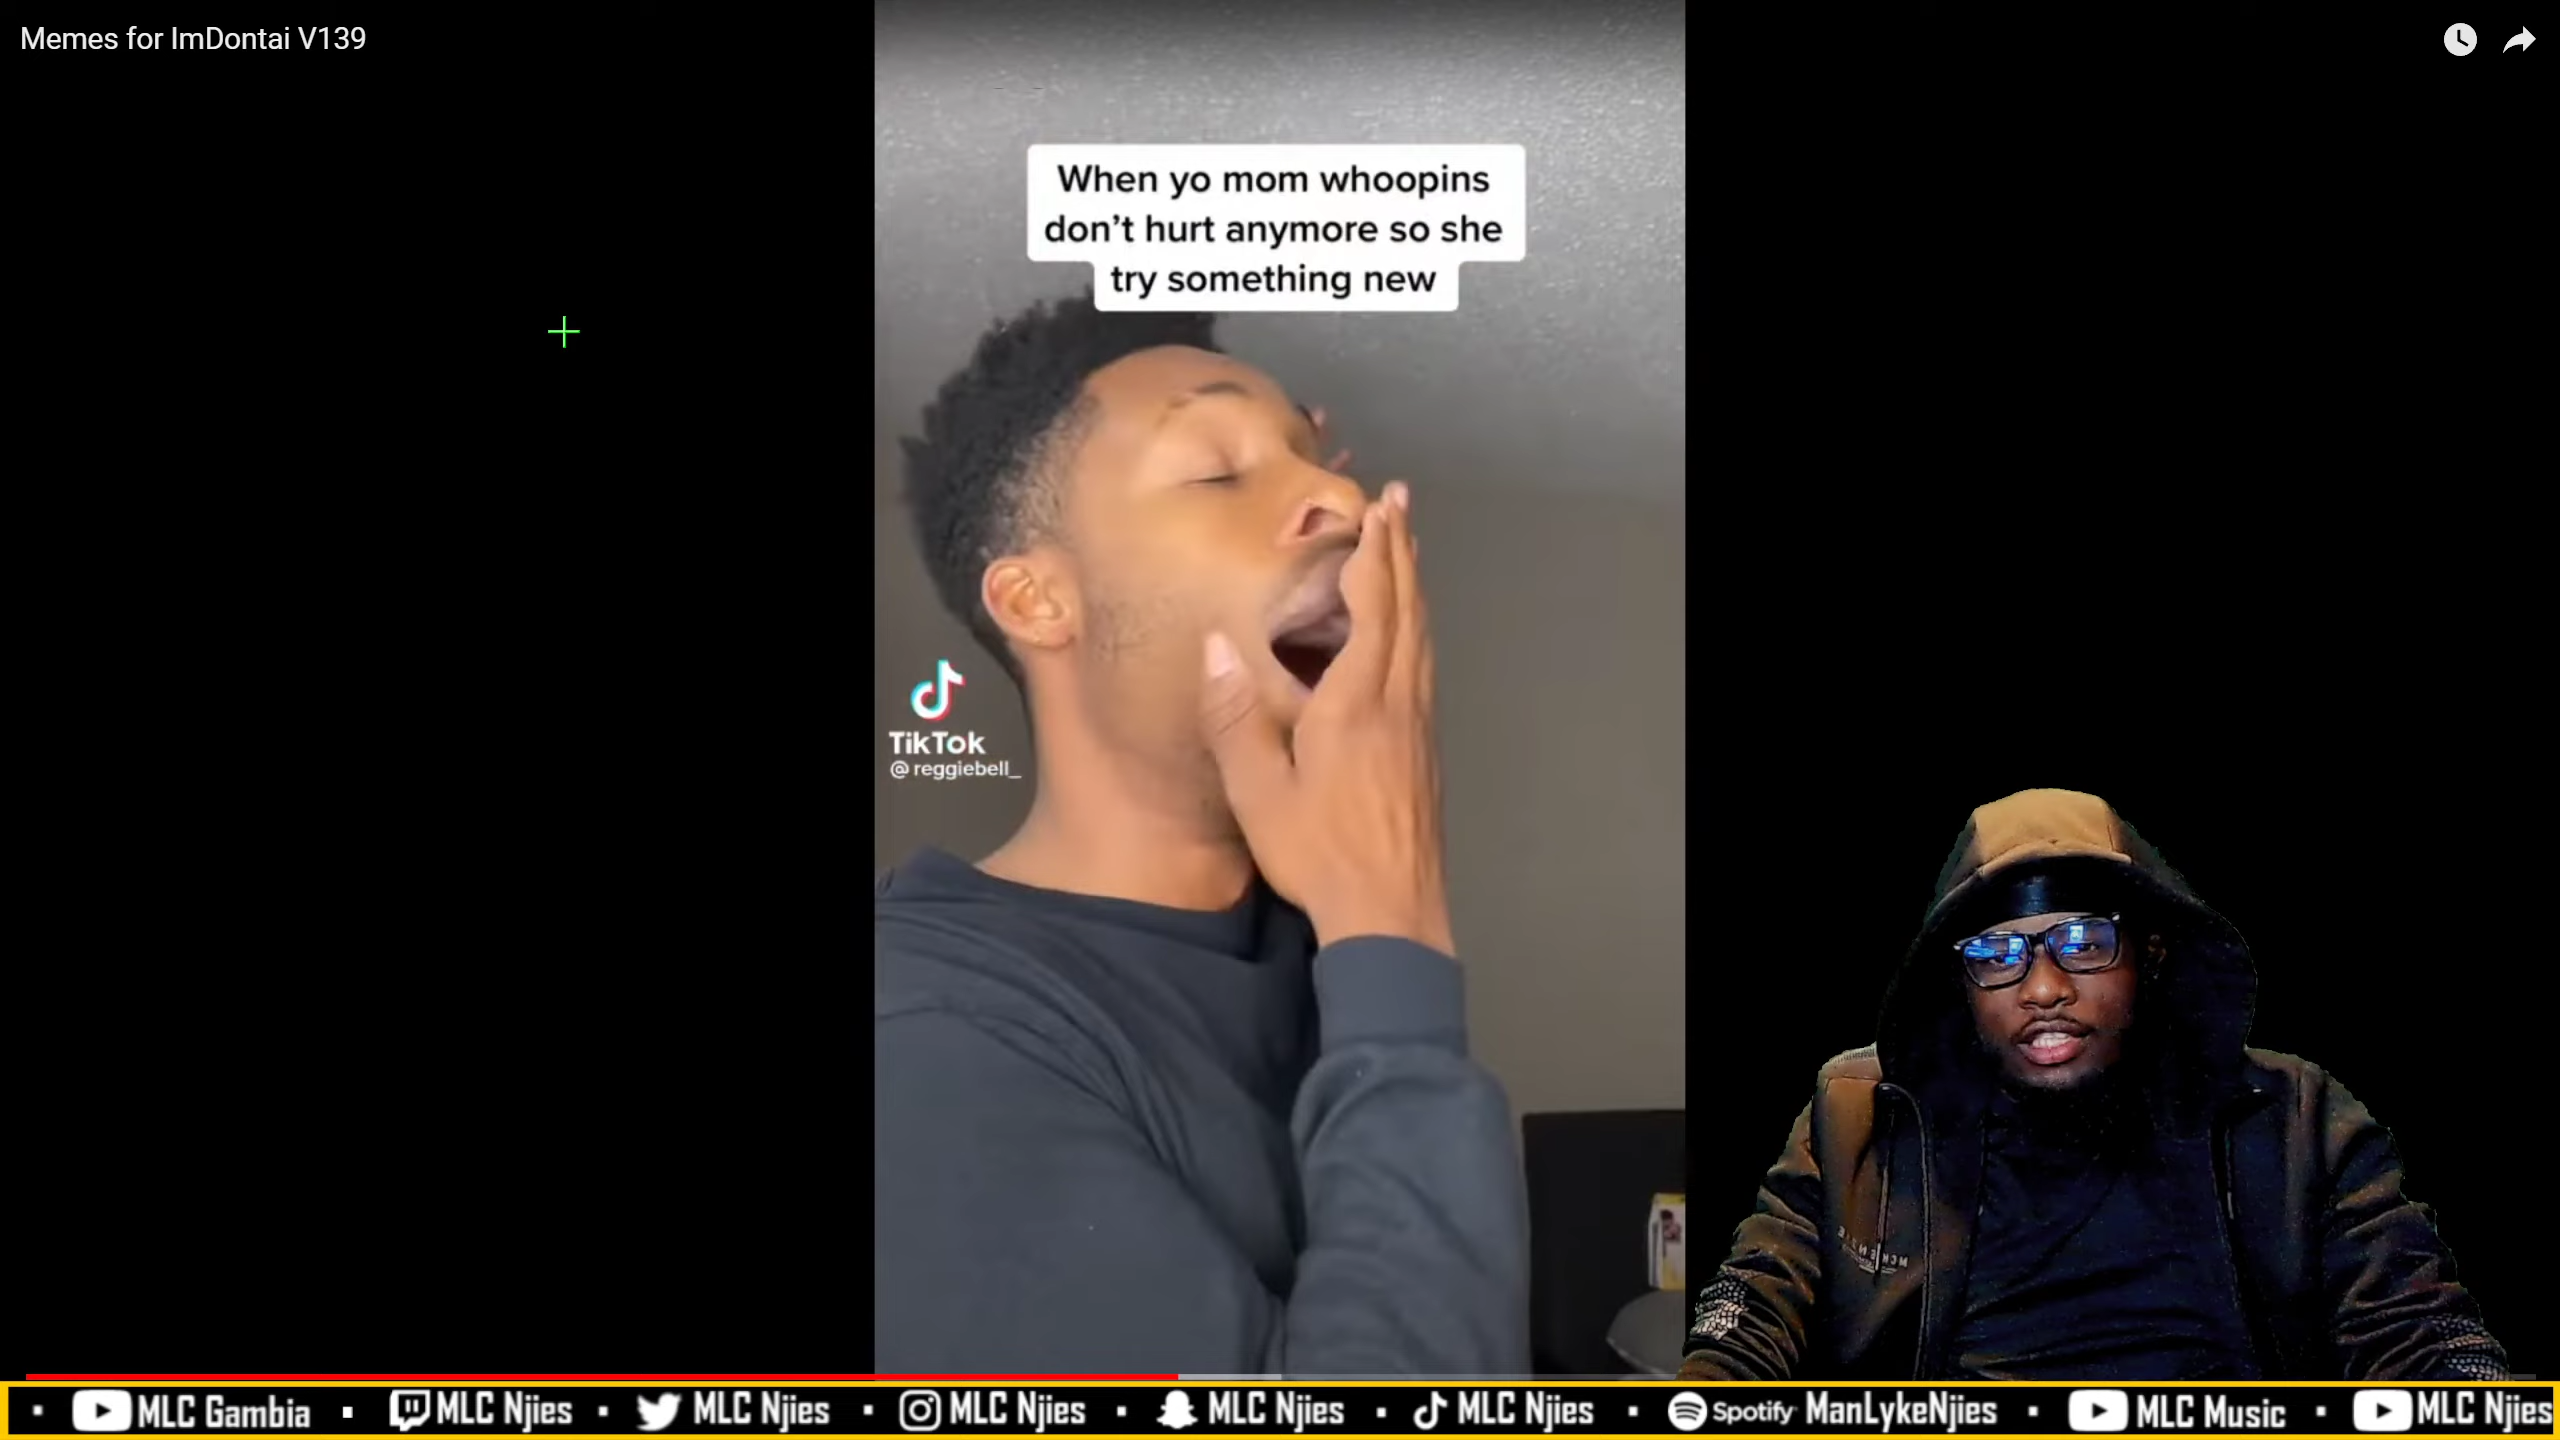 Memes for ImDontai V139
When yo mom whoopins
don't hurt anymore so she
try something new
TikTok
@reggiebell_
MLC Gambia MLC Njies MLC Njies MLC Njies MLC Njies MLC Njies Spotify ManLykeNjies MLC Music MLC Njies